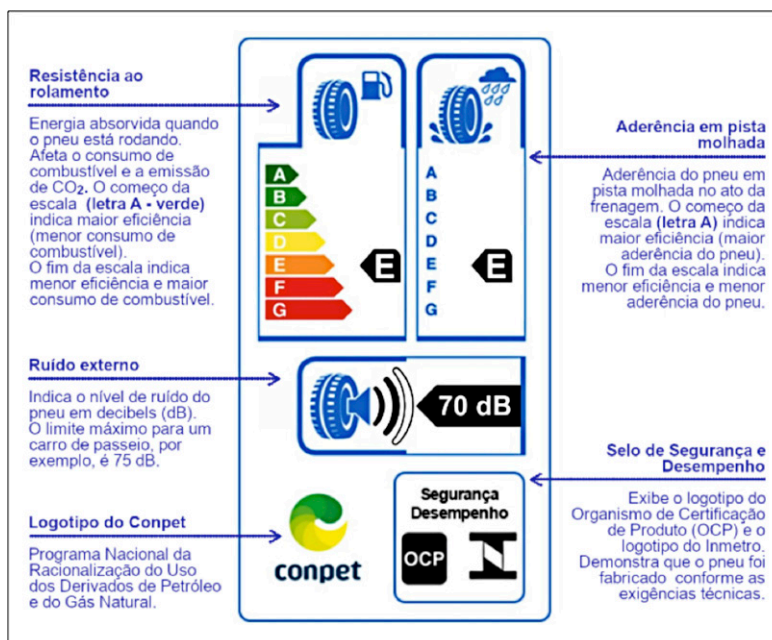 Resistência ao
rolamento
Energia absorvida quando
o pneu está rodando.
Afeta o consumo de
combustível e a emissão
de CO2. O começo da
escala (letra A - verde)
indica maior eficiência
(menor consumo de
combustível).
O fim da escala indica
menor eficiência e maior
consumo de combustível.
A
B
C
D
E
F
G
E
A
B
C
D
E
F
G
E
Aderência em pista
molhada
Aderência do pneu em
pista molhada no ato da
frenagem. O começo da
escala (letra A) indica
maior eficiência (maior
aderência do pneu).
O fim da escala indica
menor eficiência e menor
aderência do pneu.
Ruído externo
Indica o nível de ruído do
pneu em decibels (dB).
O limite máximo para um
carro de passeio, por
exemplo, é 75 dB.
70 dB
Logotipo do Conpet
Programa Nacional da
Racionalização do Uso
dos Derivados de Petróleo
e do Gás Natural.
conpet
Segurança
Desempenho
OCP
Selo de Segurança e
Desempenho
Exibe o logotipo do
Organismo de Certificação
de Produto (OCP) e o
logotipo do Inmetro.
Demonstra que o pneu foi
fabricado conforme as
exigências técnicas.